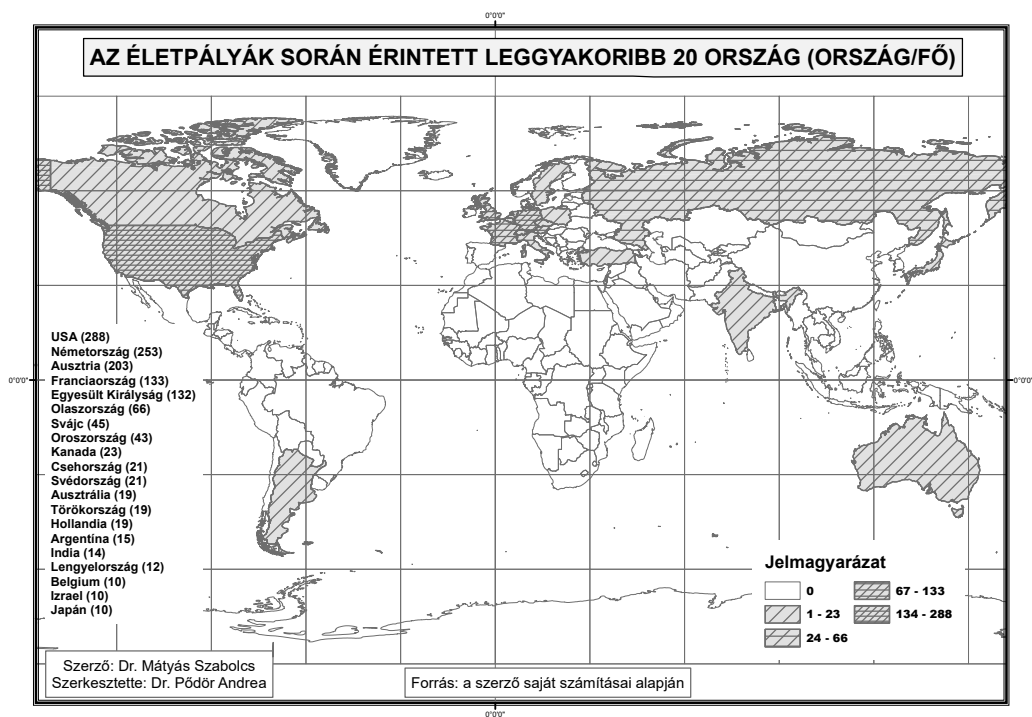 0°0'0"
AZ ÉLETPÁLYÁK SORÁN ÉRINTETT LEGGYAKORIBB 20 ORSZÁG (ORSZÁG/FŐ)
USA (288)
Németország (253)
Ausztria (203)
Franciaország (133)
Egyesült Királyság (132)
Olaszország (66)
Svájc (45)
Oroszország (43)
Kanada (23)
Csehország (21)
Svédország (21)
Ausztrália (19)
Törökország (19)
Hollandia (19)
Argentína (15)
India (14)
Lengyelország (12)
Belgium (10)
Izrael (10)
Japán (10)
0°0'0"
0°0'0"
Jelmagyarázat
0
1 - 23
24 - 66
67 - 133
134 - 288
Szerző: Dr. Mátyás Szabolcs
Szerkesztette: Dr. Pődör Andrea
Forrás: a szerző saját számításai alapján
0°0'0"